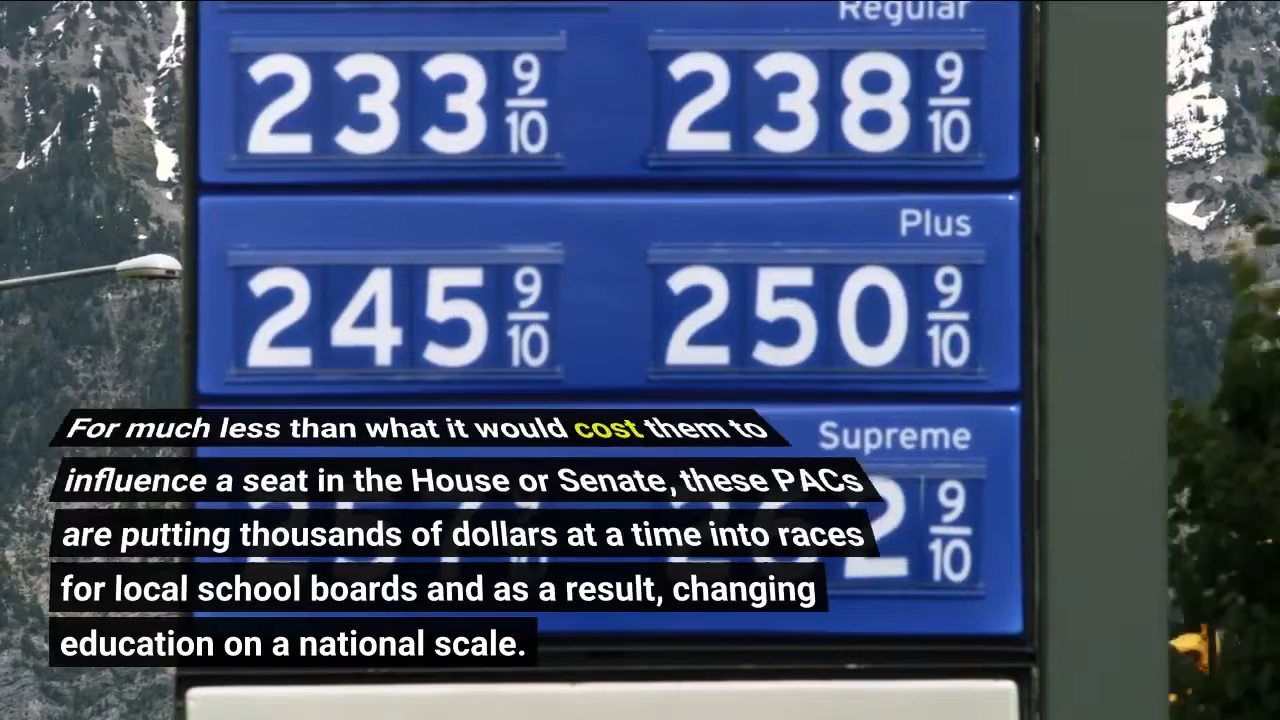 Regular
233 9/10 238 9/10
Plus
245 9/10 250 9/10
Supreme
2 9/10
For much less than what it would cost them to
influence a seat in the House or Senate, these PACs
are putting thousands of dollars at a time into races
for local school boards and as a result, changing
education on a national scale.